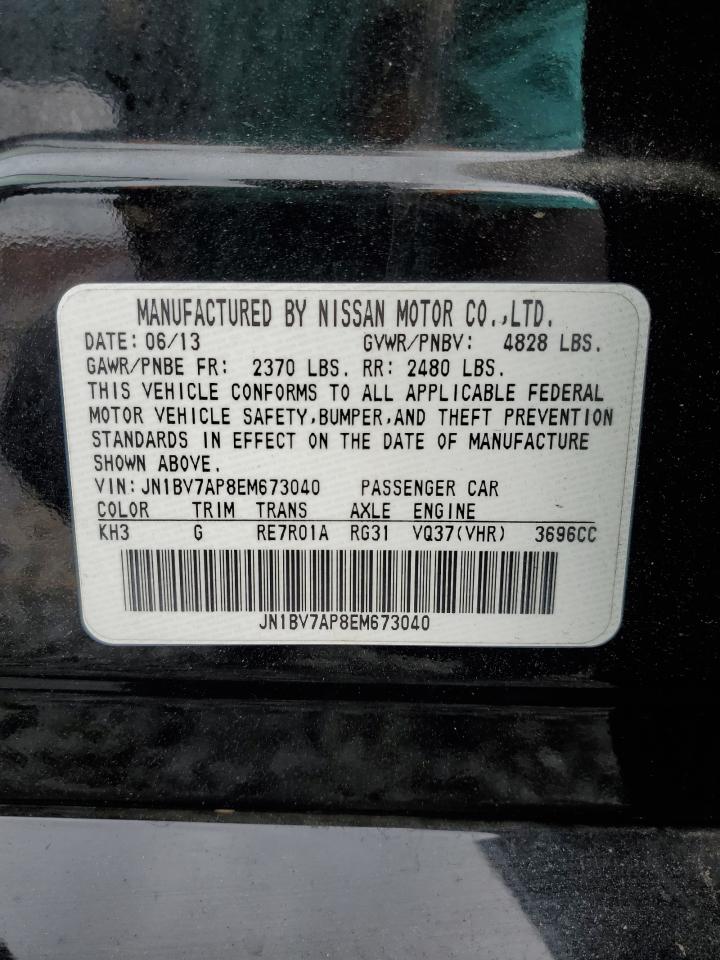 MANUFACTURED BY NISSAN MOTOR CO.,LTD.
DATE: 06/13 GVWR/PNBV: 4828 LBS.
GAWR/PNBE FR: 2370 LBS. RR: 2480 LBS.
THIS VEHICLE CONFORMS TO ALL APPLICABLE FEDERAL
MOTOR VEHICLE SAFETY,BUMPER,AND THEFT PREVENTION
STANDARDS IN EFFECT ON THE DATE OF MANUFACTURE
SHOWN ABOVE.
VIN: JN1BV7AP8EM673040 PASSENGER CAR
COLOR TRIM TRANS AXLE ENGINE
KH3 G RE7R01A RG31 VQ37(VHR) 3696CC
JN1BV7AP8EM673040